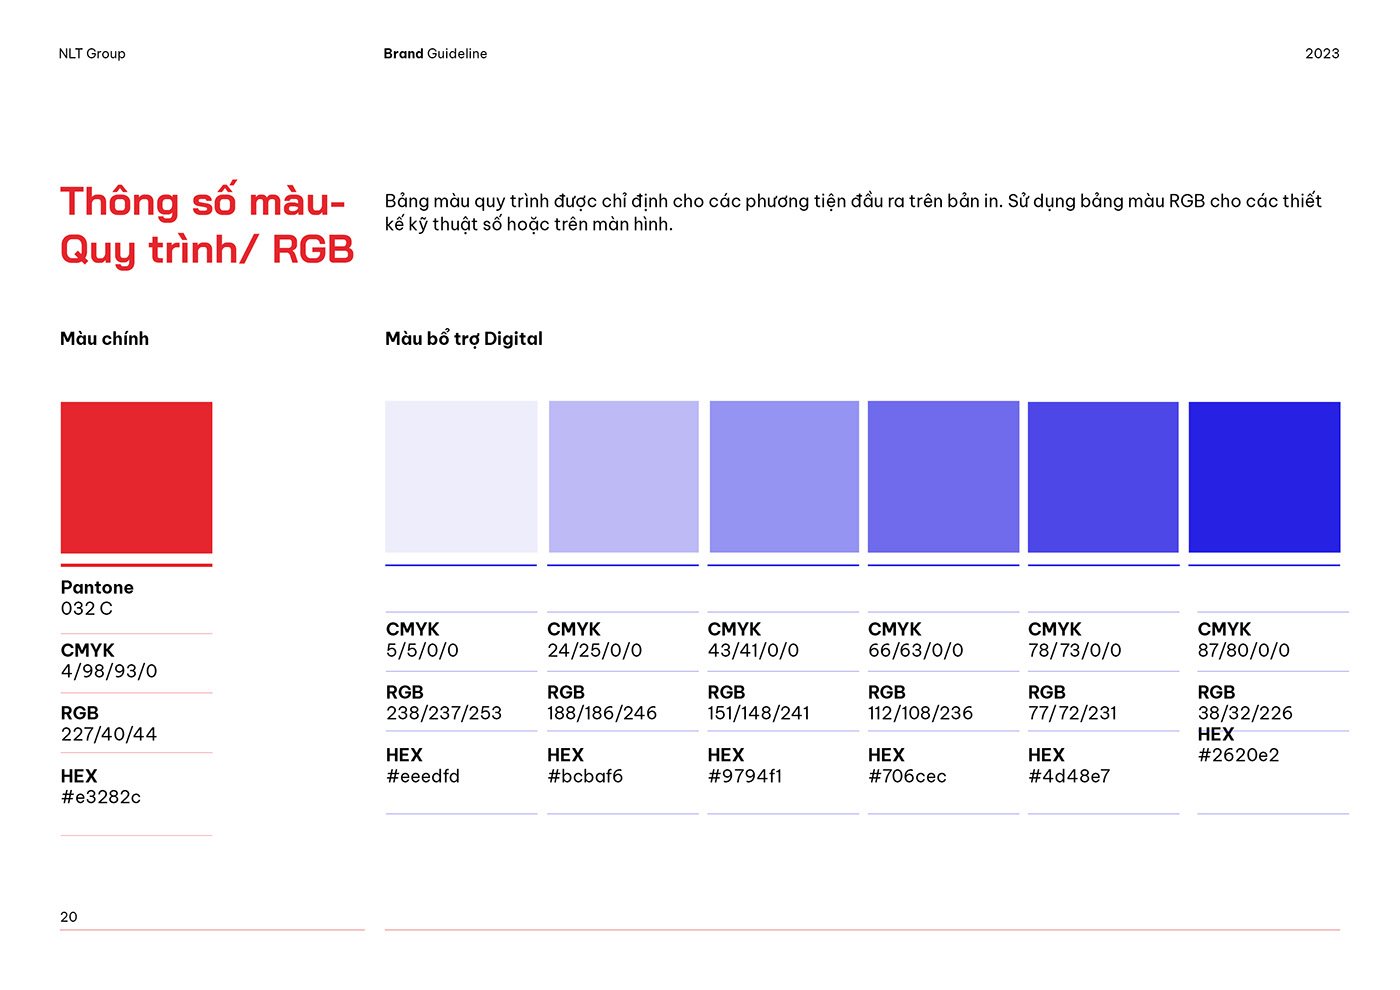 NLT Group
Brand Guideline
2023
Thông số màu-
Quy trình/ RGB
Bảng màu quy trình được chỉ định cho các phương tiện đầu ra trên bản in. Sử dụng bảng màu RGB cho các thiết
kế kỹ thuật số hoặc trên màn hình.
Màu chính
Màu bổ trợ Digital
Pantone
032 C
CMYK
4/98/93/0
RGB
227/40/44
HEX
#e3282c
CMYK
5/5/0/0
RGB
238/237/253
HEX
#eeedfd
CMYK
24/25/0/0
RGB
188/186/246
HEX
#bcbaf6
CMYK
43/41/0/0
RGB
151/148/241
HEX
#9794f1
CMYK
66/63/0/0
RGB
112/108/236
HEX
#706cec
CMYK
78/73/0/0
RGB
77/72/231
HEX
#4d48e7
CMYK
87/80/0/0
RGB
38/32/226
HEX
#2620e2
20